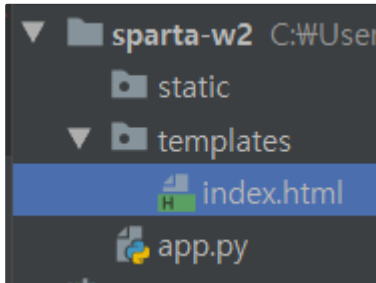 sparta-w2 C:₩User
static
templates
index.html
app.py